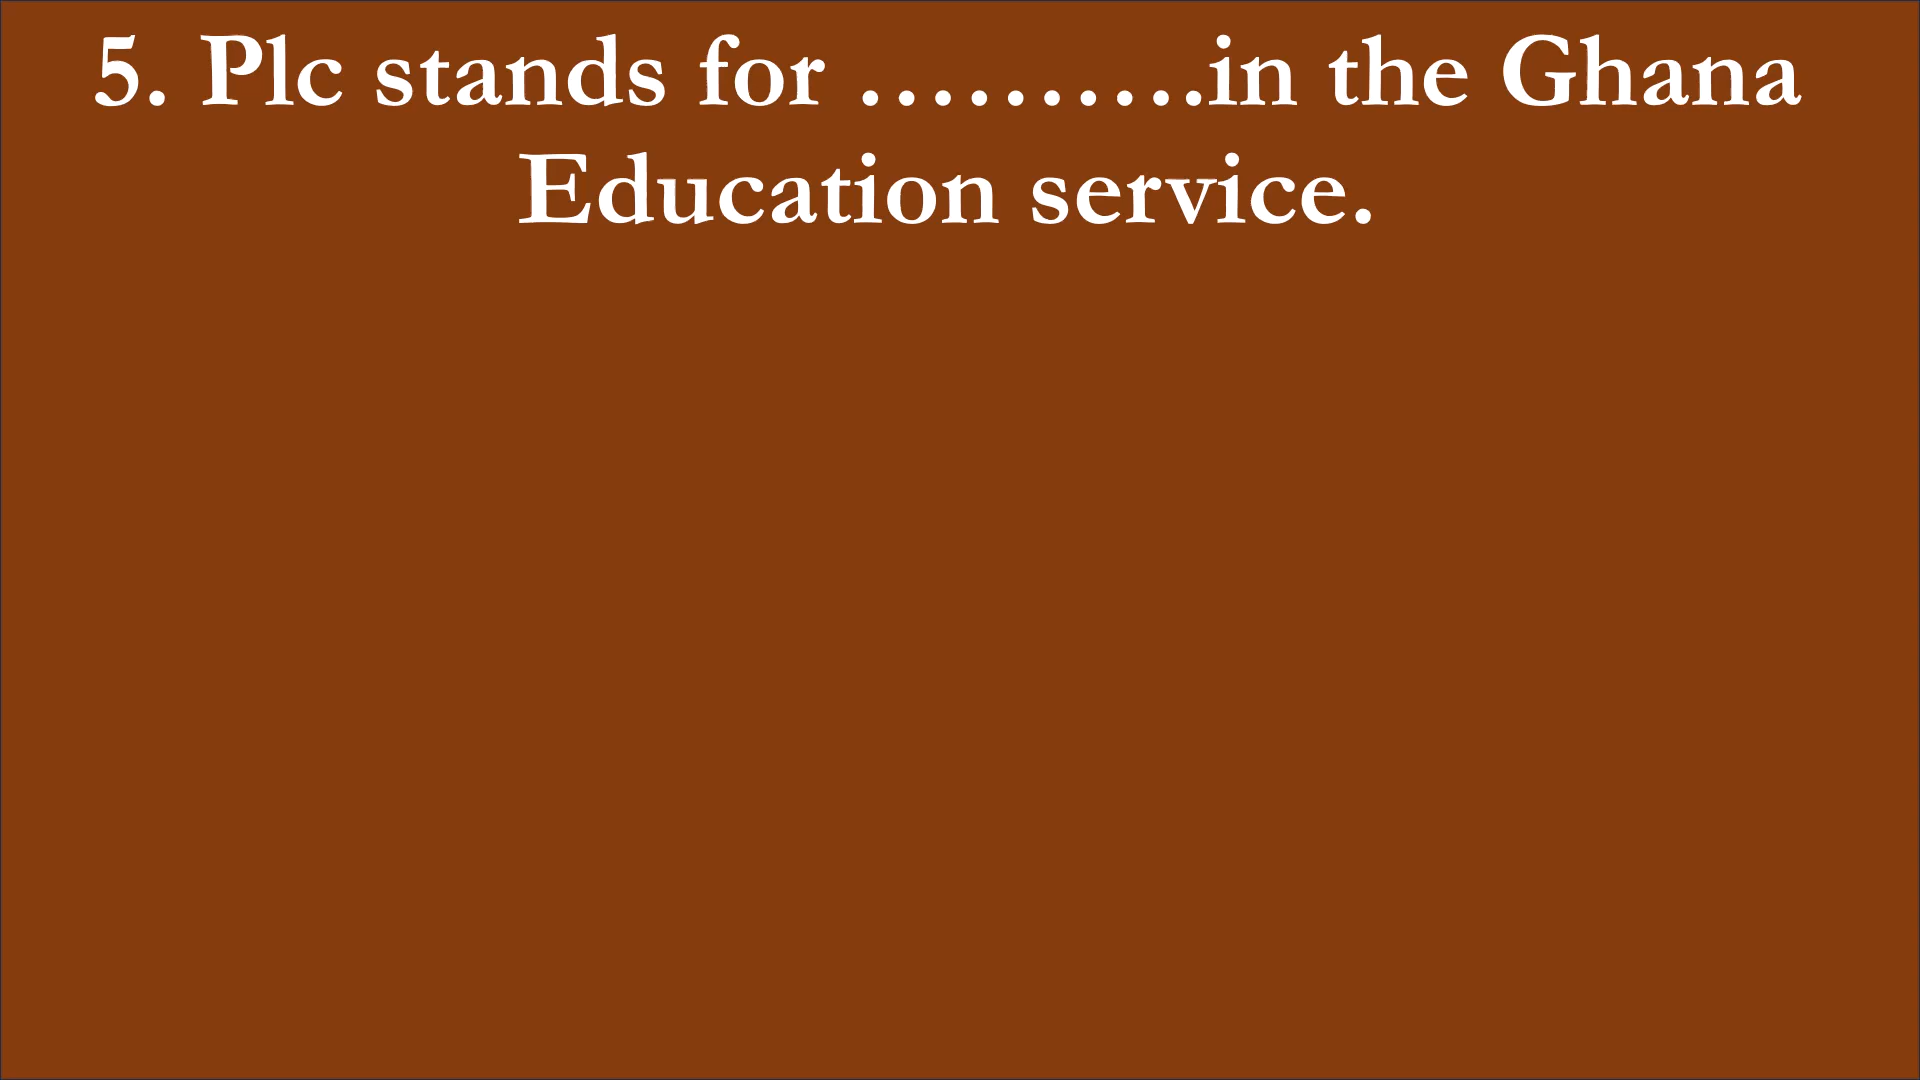 5. Plc stands for ……….in the Ghana
Education service.